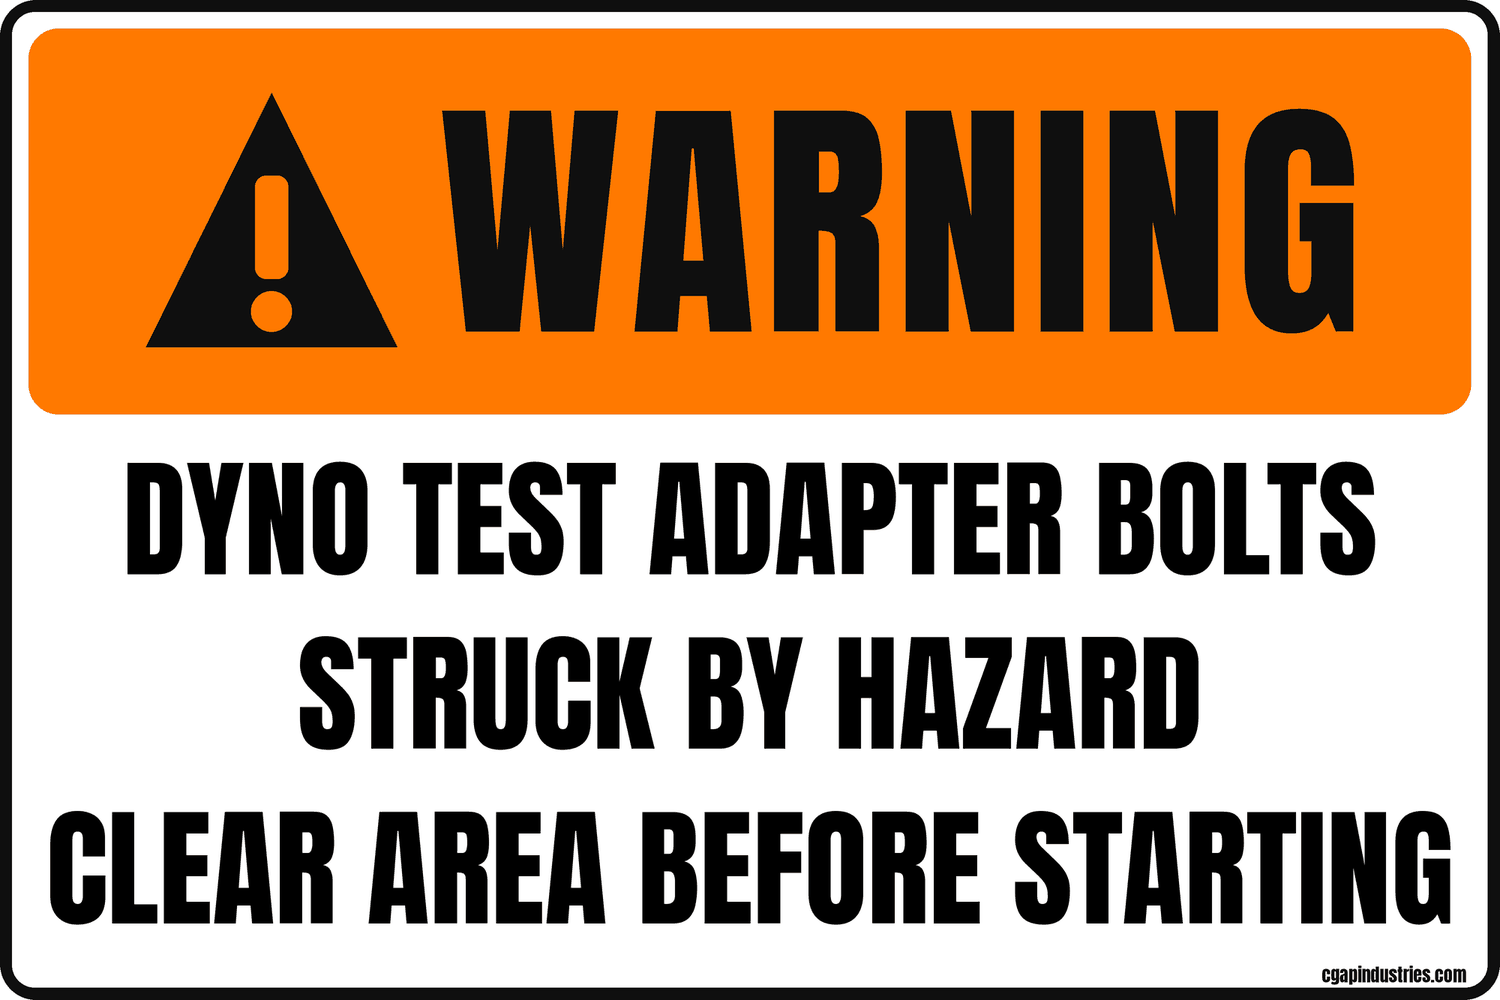 WARNING
DYNO TEST ADAPTER BOLTS
STRUCK BY HAZARD
CLEAR AREA BEFORE STARTING
cgapindustries.com